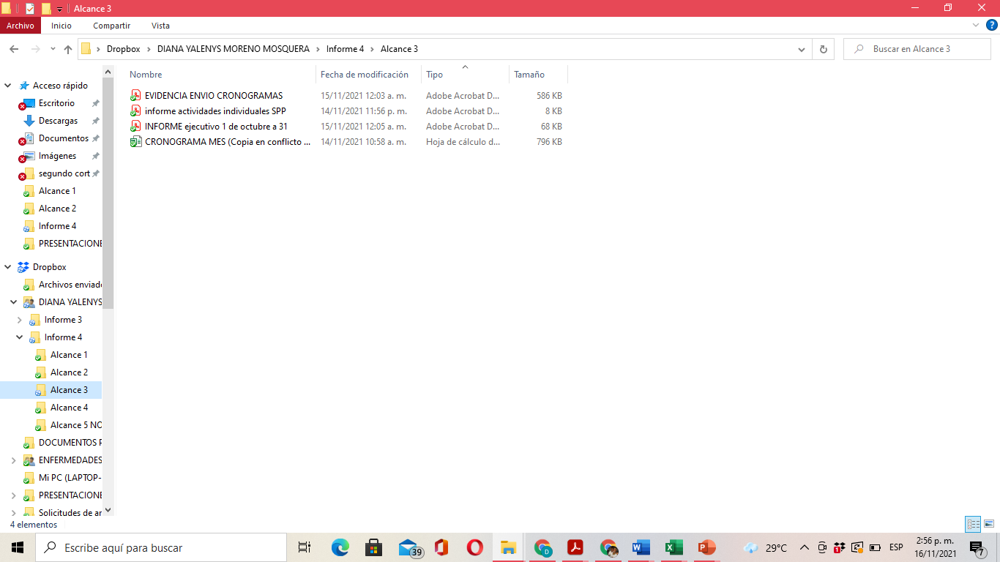 Alcance 3
Archivo Inicio Compartir Vista
Dropbox DIANA YALENYS MORENO MOSQUERA Informe 4 Alcance 3
Buscar en Alcance 3
Nombre Fecha de modificación Tipo Tamaño
EVIDENCIA ENVIO CRONOGRAMAS 15/11/2021 12:03 a. m. Adobe Acrobat D... 586 KB
informe actividades individuales SPP 14/11/2021 11:56 p. m. Adobe Acrobat D... 8 KB
INFORME ejecutivo 1 de octubre a 31 15/11/2021 12:05 a. m. Adobe Acrobat D... 68 KB
CRONOGRAMA MES (Copia en conflicto ... 14/11/2021 10:58 a. m. Hoja de cálculo d... 796 KB
Acceso rápido
Escritorio
Descargas
Documentos
Imágenes
segundo cort
Alcance 1
Alcance 2
Informe 4
PRESENTACIONE
Dropbox
Archivos enviad
DIANA YALENYS
Informe 3
Informe 4
Alcance 1
Alcance 2
Alcance 3
Alcance 4
Alcance 5 NO
DOCUMENTOS P
ENFERMEDADES
Mi PC (LAPTOP-
PRESENTACIONE
Solicitudes de ar
4 elementos
Escribe aquí para buscar
39
29°C
ESP
2:56 p. m.
16/11/2021
7